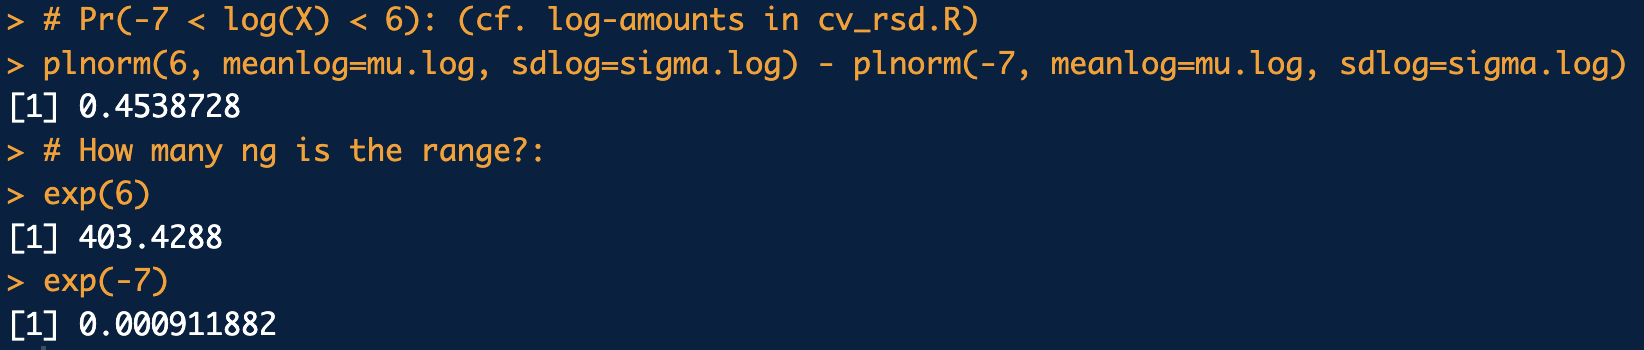 > # Pr(-7 < log(X) < 6): (cf. log-amounts in cv_rsd.R)
> plnorm(6, meanlog=mu.log, sdlog=sigma.log) - plnorm(-7, meanlog=mu.log, sdlog=sigma.log)
[1] 0.4538728
> # How many ng is the range?:
> exp(6)
[1] 403.4288
> exp(-7)
[1] 0.000911882